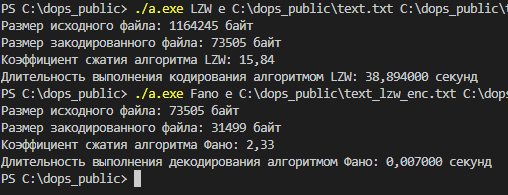 PS C:\dops_public> ./a.exe LZW e C:\dops_public\text.txt C:\dops_public\t
Размер исходного файла: 1164245 байт
Размер закодированного файла: 73505 байт
Коэффициент сжатия алгоритма LZW: 15,84
Длительность выполнения кодирования алгоритмом LZW: 38,894000 секунд
PS C:\dops_public> ./a.exe Fano e C:\dops_public\text_lzw_enc.txt C:\dops
Размер исходного файла: 73505 байт
Размер закодированного файла: 31499 байт
Коэффициент сжатия алгоритма Фано: 2,33
Длительность выполнения декодирования алгоритмом Фано: 0,007000 секунд
PS C:\dops_public>